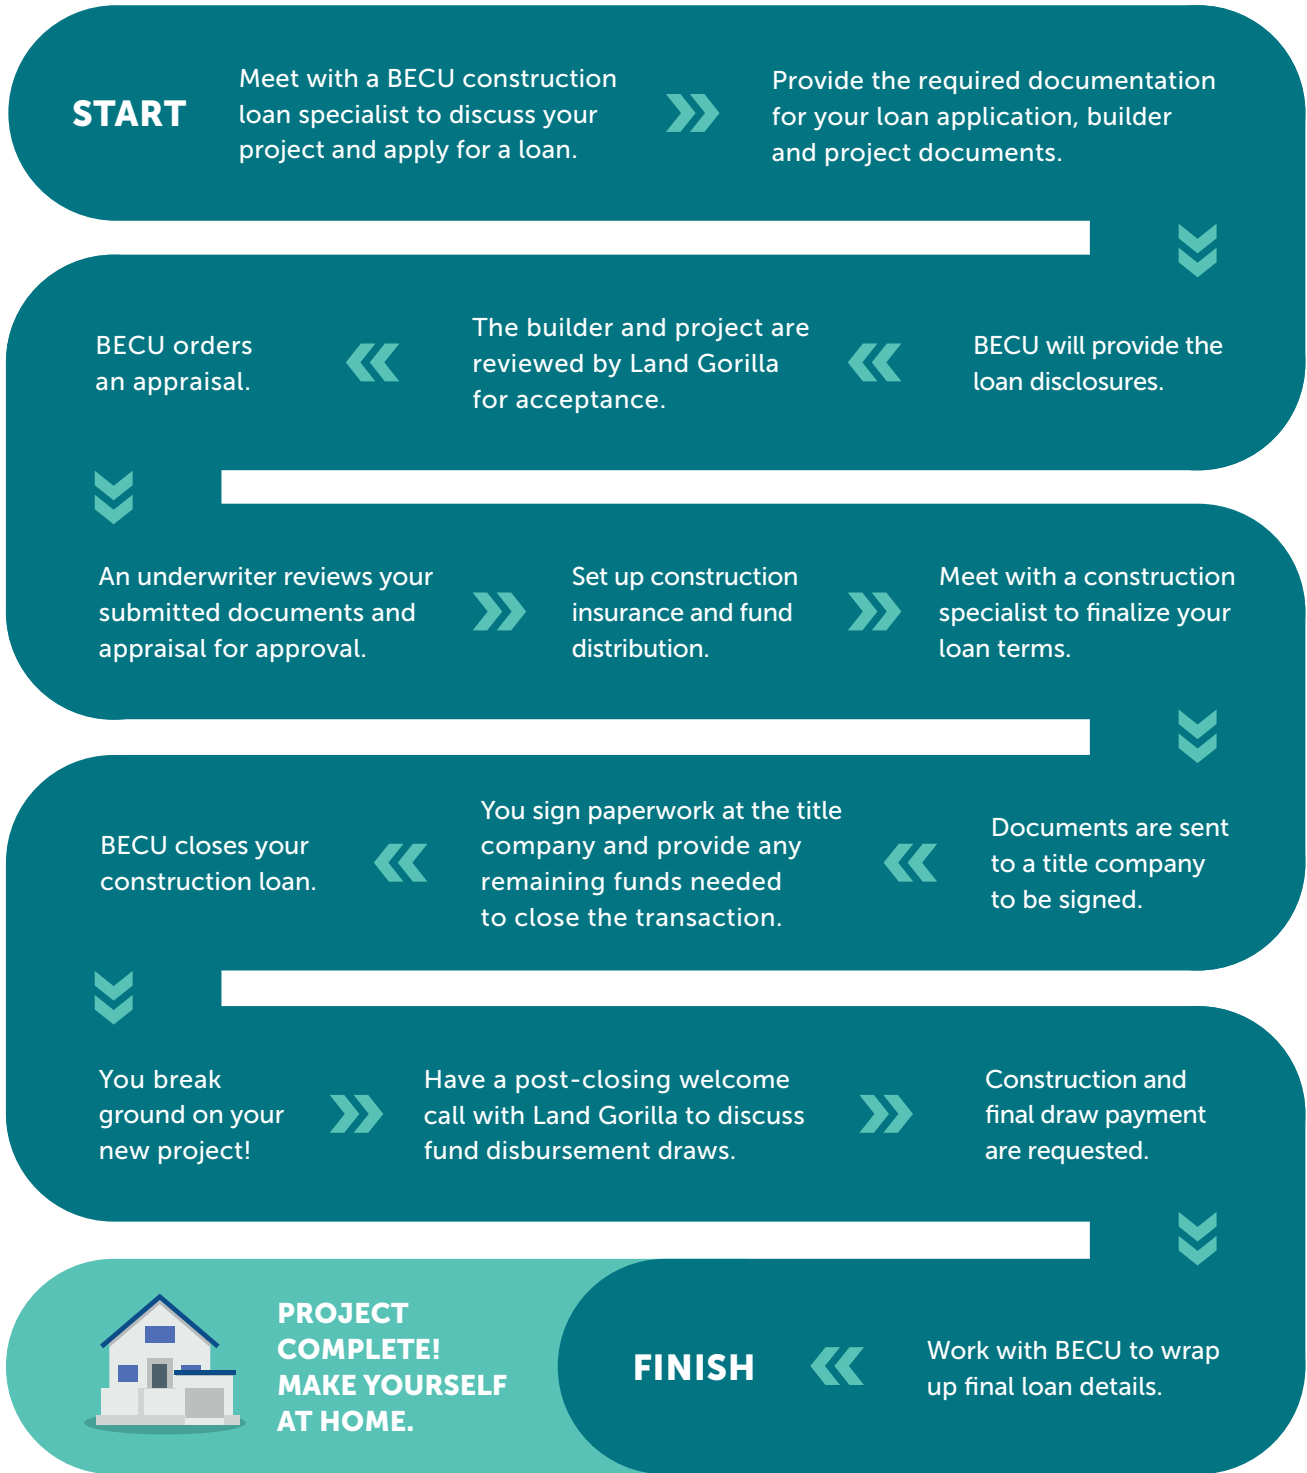 START
Meet with a BECU construction
loan specialist to discuss your
project and apply for a loan.
Provide the required documentation
for your loan application, builder
and project documents.
BECU will provide the
loan disclosures.
The builder and project are
reviewed by Land Gorilla
for acceptance.
BECU orders
an appraisal.
An underwriter reviews your
submitted documents and
appraisal for approval.
Set up construction
insurance and fund
distribution.
Meet with a construction
specialist to finalize your
loan terms.
Documents are sent
to a title company
to be signed.
You sign paperwork at the title
company and provide any
remaining funds needed
to close the transaction.
BECU closes your
construction loan.
You break
ground on your
new project!
Have a post-closing welcome
call with Land Gorilla to discuss
fund disbursement draws.
Construction and
final draw payment
are requested.
Work with BECU to wrap
up final loan details.
FINISH
PROJECT
COMPLETE!
MAKE YOURSELF
AT HOME.